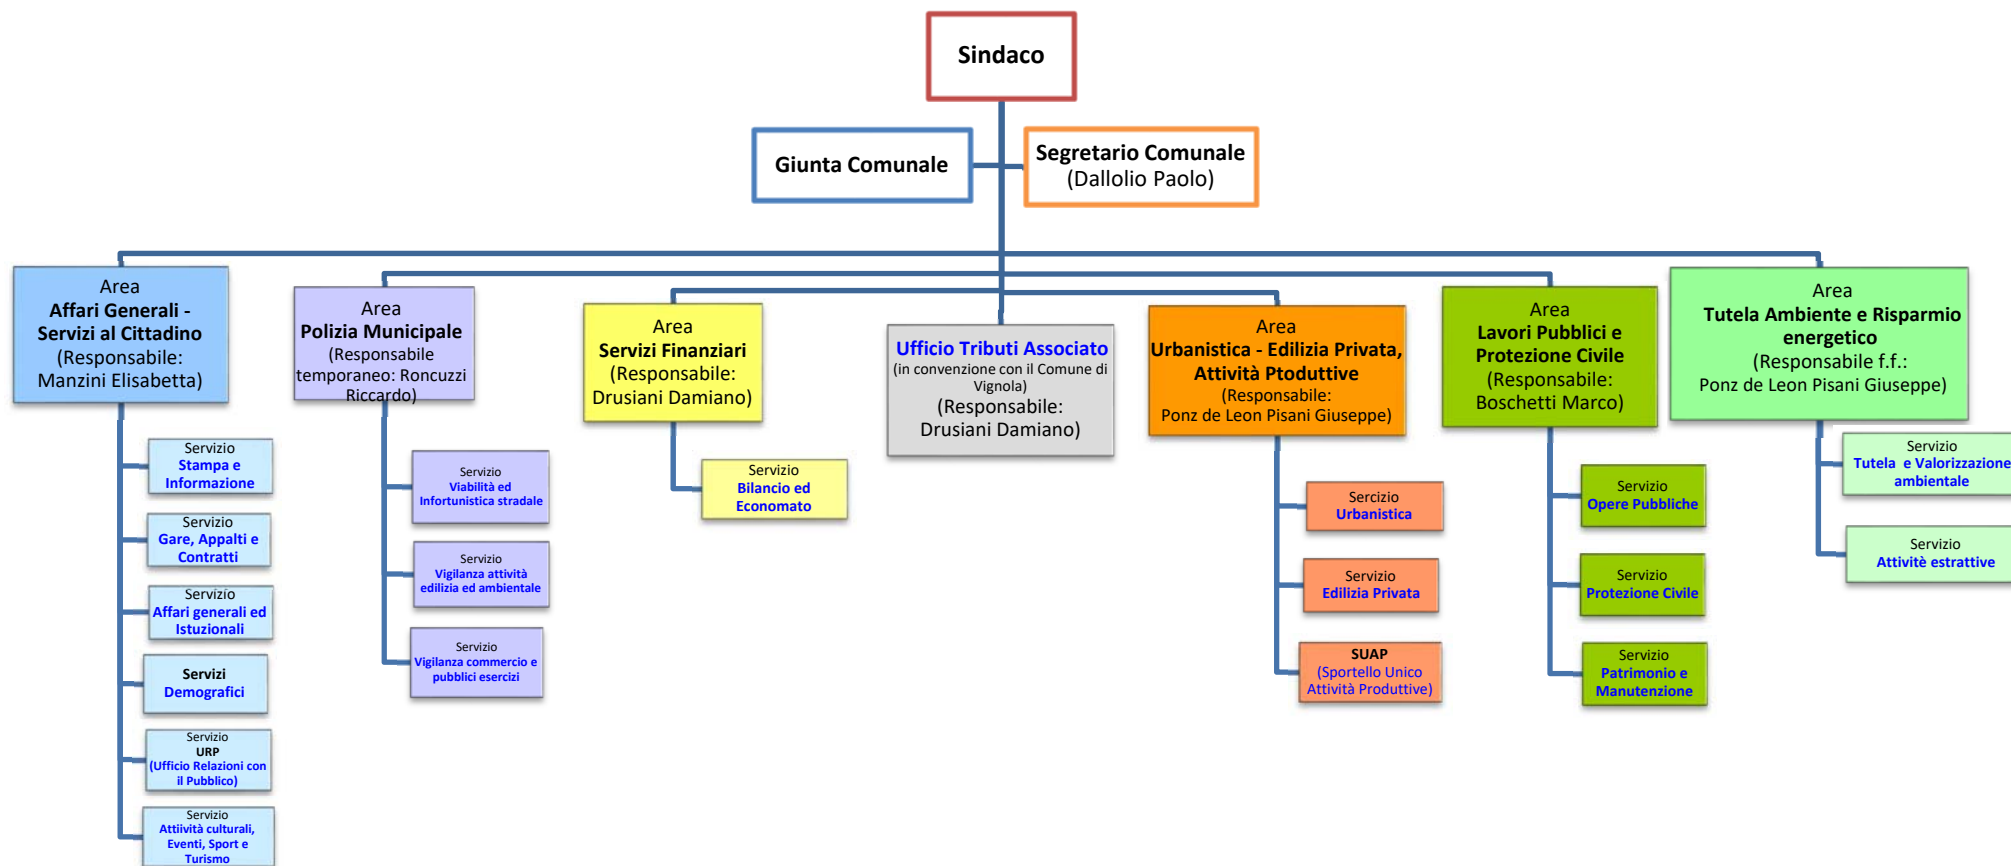 Sindaco
Giunta Comunale
Segretario Comunale
(Dallolio Paolo)
Area
Affari Generali -
Servizi al Cittadino
(Responsabile:
Manzini Elisabetta)
Area
Polizia Municipale
(Responsabile
temporaneo: Roncuzzi
Riccardo)
Area
Servizi Finanziari
(Responsabile:
Drusiani Damiano)
Ufficio Tributi Associato
(in convenzione con il Comune di
Vignola)
(Responsabile:
Drusiani Damiano)
Area
Urbanistica - Edilizia Privata,
Attività Ptoduttive
(Responsabile:
Ponz de Leon Pisani Giuseppe)
Area
Lavori Pubblici e
Protezione Civile
(Responsabile:
Boschetti Marco)
Area
Tutela Ambiente e Risparmio
energetico
(Responsabile f.f.:
Ponz de Leon Pisani Giuseppe)
Servizio
Stampa e
Informazione
Servizio
Gare, Appalti e
Contratti
Servizio
Affari generali ed
Istuzionali
Servizi
Demografici
Servizio
URP
(Ufficio Relazioni con
il Pubblico)
Servizio
Attiività culturali,
Eventi, Sport e
Turismo
Servizio
Viabilità ed
Infortunistica stradale
Servizio
Vigilanza attività
edilizia ed ambientale
Servizio
Vigilanza commercio e
pubblici esercizi
Servizio
Bilancio ed
Economato
Sercizio
Urbanistica
Servizio
Edilizia Privata
SUAP
(Sportello Unico
Attività Produttive)
Servizio
Opere Pubbliche
Servizio
Protezione Civile
Servizio
Patrimonio e
Manutenzione
Servizio
Tutela e Valorizzazione
ambientale
Servizio
Attivitè estrattive